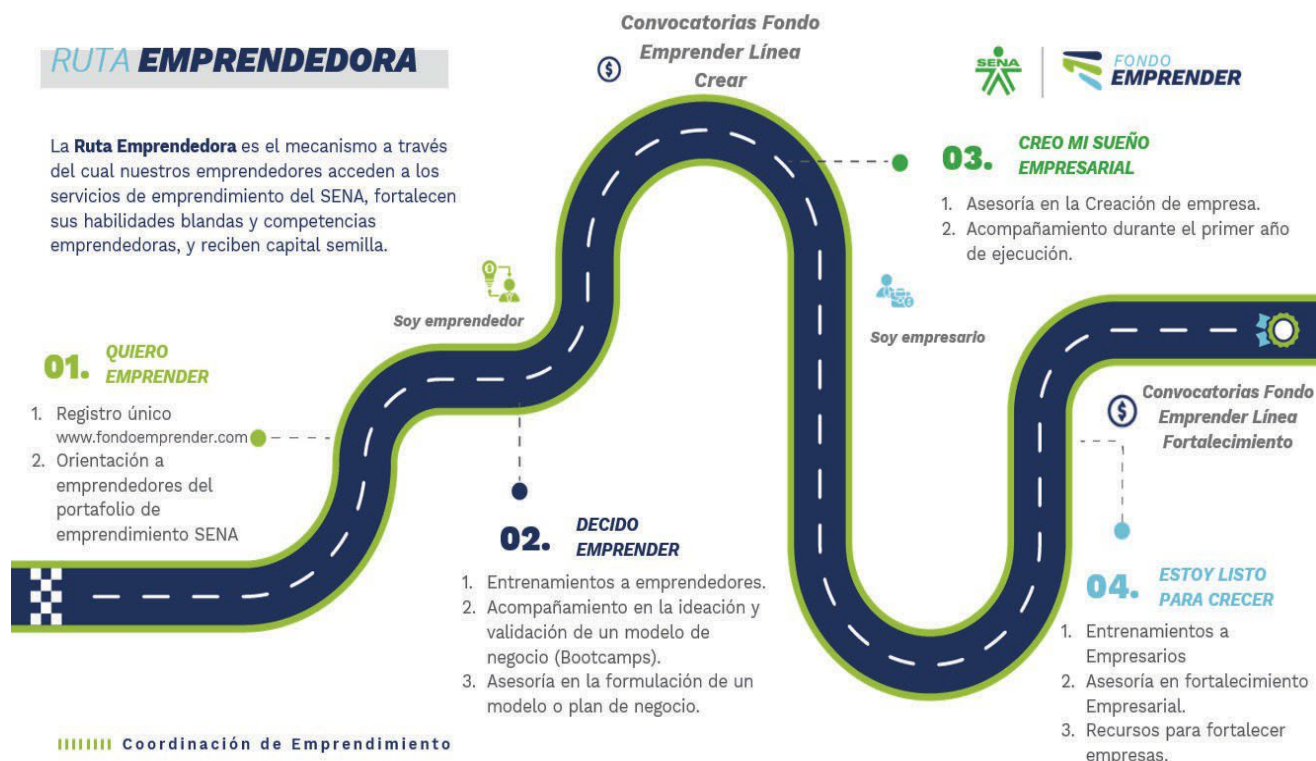 RUTA EMPRENDEDORA
La Ruta Emprendedora es el mecanismo a través
del cual nuestros emprendedores acceden a los
servicios de emprendimiento del SENA, fortalecen
sus habilidades blandas y competencias
emprendedoras, y reciben capital semilla.
Convocatorias Fondo
Emprender Línea
Crear
$
SENA
FONDO
EMPRENDER
01. QUIERO
EMPRENDER
1. Registro único
www.fondoemprender.com
2. Orientación a
emprendedores del
portafolio de
emprendimiento SENA
Soy emprendedor
02. DECIDO
EMPRENDER
1. Entrenamientos a emprendedores.
2. Acompañamiento en la ideación y
validación de un modelo de
negocio (Bootcamps).
3. Asesoría en la formulación de un
modelo o plan de negocio.
03. CREO MI SUEÑO
EMPRESARIAL
1. Asesoría en la Creación de empresa.
2. Acompañamiento durante el primer año
de ejecución.
Soy empresario
$
Convocatorias Fondo
Emprender Línea
Fortalecimiento
04. ESTOY LISTO
PARA CRECER
1. Entrenamientos a
Empresarios
2. Asesoría en fortalecimiento
Empresarial.
3. Recursos para fortalecer
empresas.
Coordinación de Emprendimiento